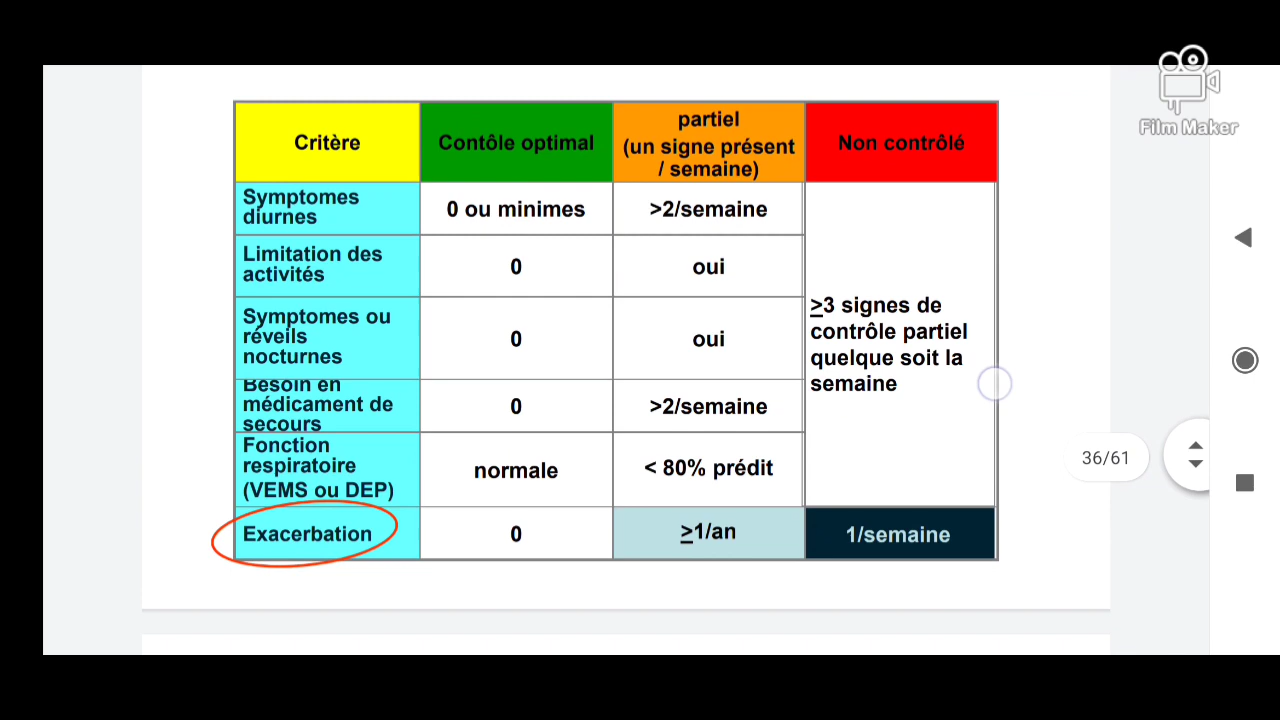 Film Maker
Critère
Contôle optimal
partiel
(un signe présent
/ semaine)
Non contrôlé
Symptomes
diurnes
0 ou minimes
>2/semaine
Limitation des
activités
0
oui
Symptomes ou
réveils
nocturnes
0
oui
Besoin en
médicament de
secours
0
>2/semaine
Fonction
respiratoire
(VEMS ou DEP)
normale
< 80% prédit
≥3 signes de
contrôle partiel
quelque soit la
semaine
Exacerbation
0
≥1/an
1/semaine
36/61